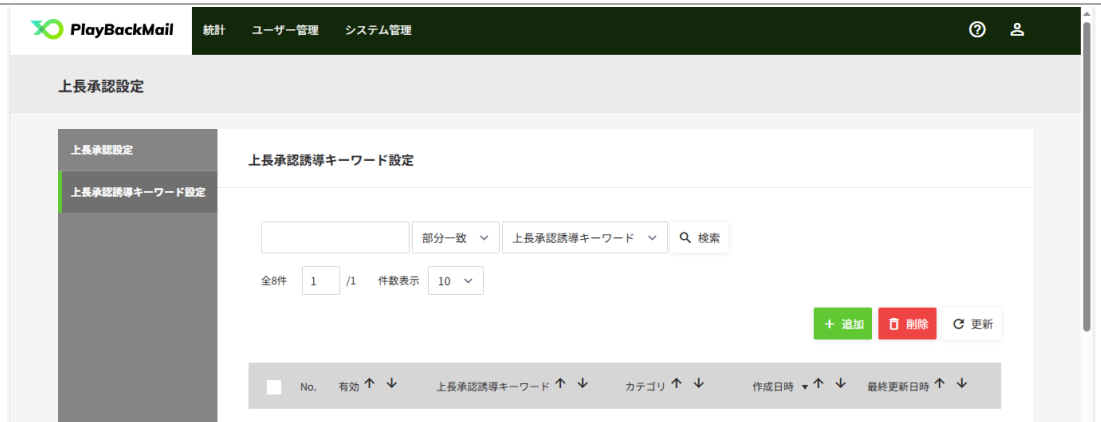 PlayBackMail 統計 ユーザー管理 システム管理
上長承認設定
上長承認設定
上長承認誘導キーワード設定
上長承認誘導キーワード設定
部分一致 上長承認誘導キーワード 検索
全8件 1 /1 件数表示 10
+ 追加 削除 更新
No. 有効 ↑ ↓ 上長承認誘導キーワード ↑ ↓ カテゴリ ↑ ↓ 作成日時 ▼ ↑ ↓ 最終更新日時 ↑ ↓